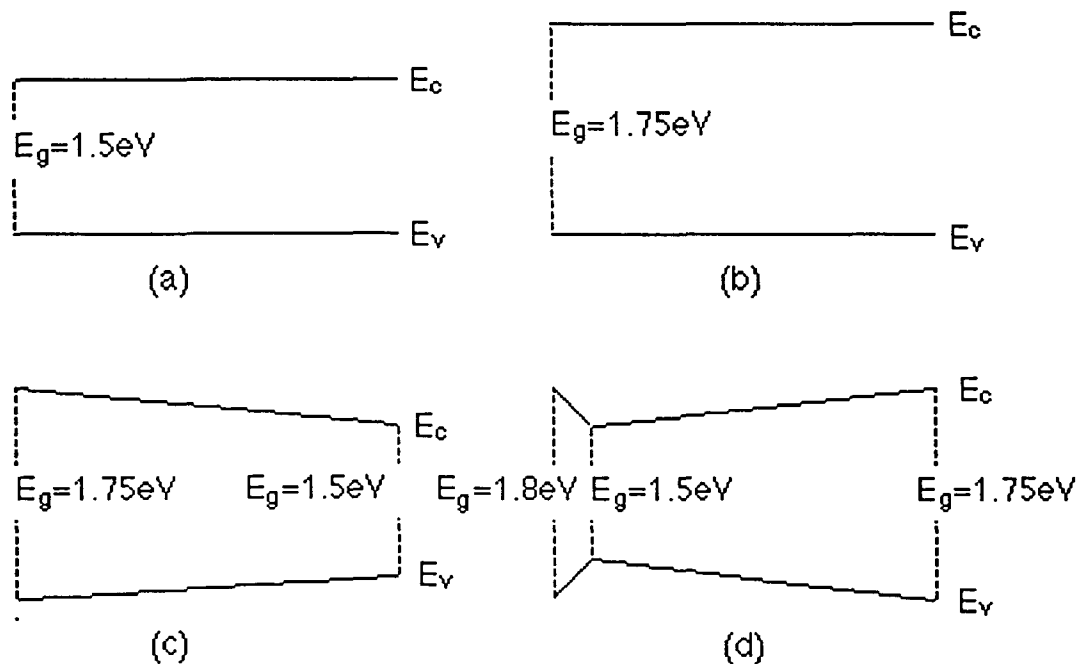 Ec
Eg=1.5eV
Ev
(a)
Ec
Eg=1.75eV
Ev
(b)
Ec
Eg=1.75eV
Eg=1.5eV
Ev
(c)
Ec
Eg=1.8eV
Eg=1.5eV
Eg=1.75eV
Ev
(d)